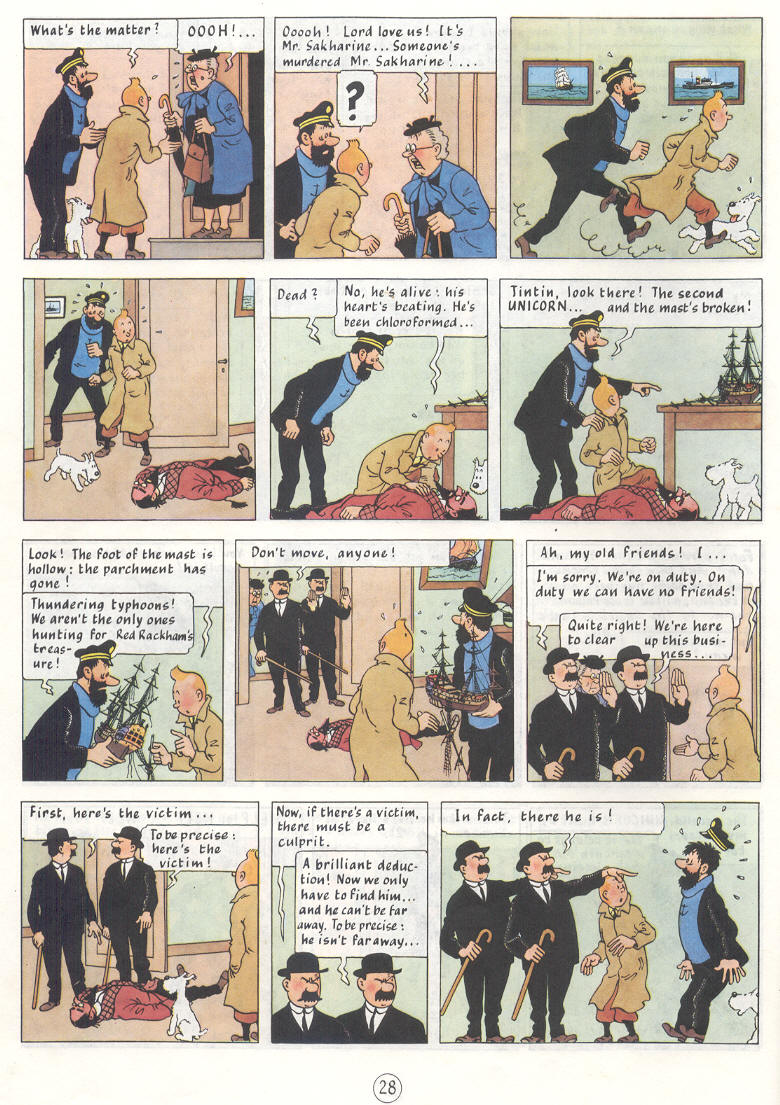 What's the matter?
OOOH!...
Ooooh! Lord love us! It's
Mr. Sakharine... Someone's
murdered Mr. Sakharine!...
?
Dead?
No, he's alive: his
heart's beating. He's
been chloroformed...
Tintin, look there! The second
UNICORN... and the mast's broken!
Look! The foot of the mast is
hollow: the parchment has
gone!
Thundering typhoons!
We aren't the only ones
hunting for Red Rackham's
treas-
ure!
Don't move, anyone!
Ah, my old friends! I...
I'm sorry. We're on duty. On
duty we can have no friends!
Quite right! We're here
to clear up this busi-
ness...
First, here's the victim...
To be precise:
here's the
victim!
Now, if there's a victim,
there must be a
culprit.
A brilliant deduc-
tion! Now we only
have to find him...
and he can't be far
away. To be precise:
he isn't far away...
In fact, there he is!
28